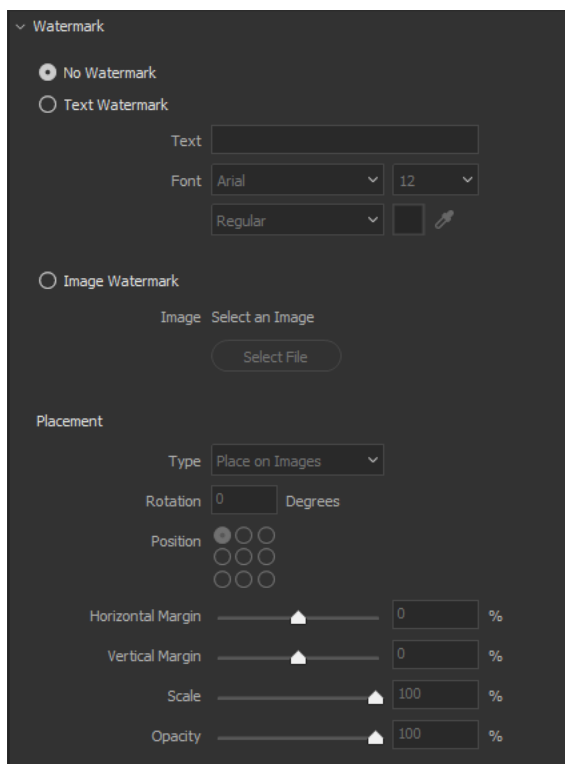 Watermark
No Watermark
Text Watermark
Text
Font Arial 12
Regular
Image Watermark
Image Select an Image
Select File
Placement
Type Place on Images
Rotation 0 Degrees
Position
Horizontal Margin 0 %
Vertical Margin 0 %
Scale 100 %
Opacity 100 %